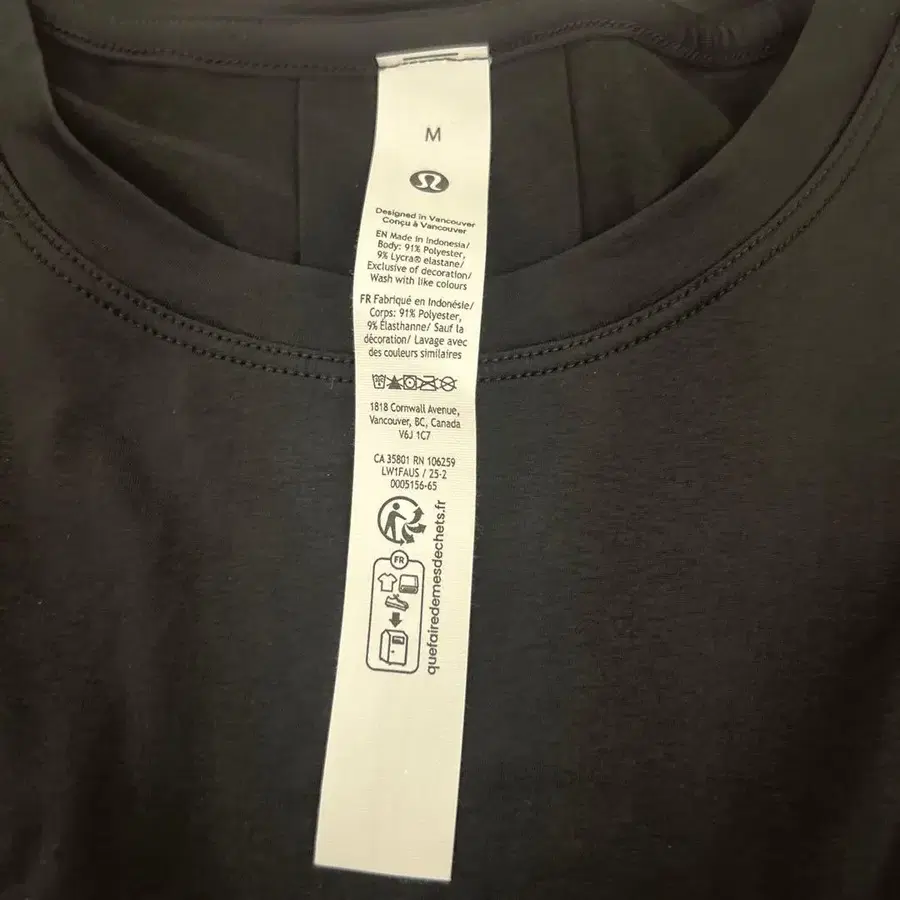 M
Designed in Vancouver
Conçu à Vancouver
EN Made in Indonesia/
Body: 91% Polyester,
9% Lycra® elastane/
Exclusive of decoration/
Wash with like colours
FR Fabriqué en Indonésie/
Corps: 91% Polyester,
9% Élasthanne/ Sauf la
décoration/ Lavage avec
des couleurs similaires
1818 Cornwall Avenue,
Vancouver, BC, Canada
V6J 1C7
CA 35801 RN 106259
LW1FAUS / 25-2
0005156-65
FR
quefairedemesdechets.fr